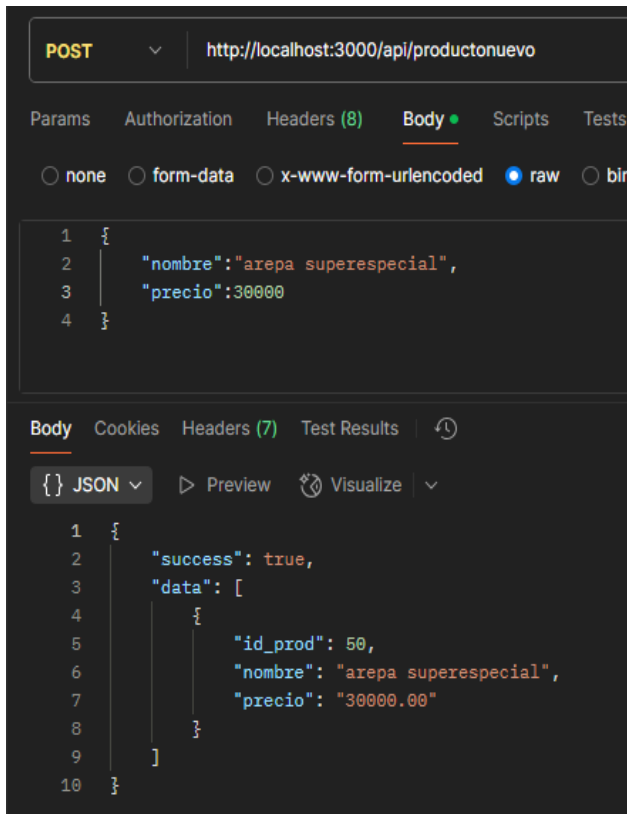 POST http://localhost:3000/api/productonuevo
Params Authorization Headers (8) Body Scripts Tests
none form-data x-www-form-urlencoded raw bir
1 {
2 "nombre":"arepa superespecial",
3 "precio":30000
4 }
Body Cookies Headers (7) Test Results
{} JSON Preview Visualize
1 {
2 "success": true,
3 "data": [
4 {
5 "id_prod": 50,
6 "nombre": "arepa superespecial",
7 "precio": "30000.00"
8 }
9 ]
10 }